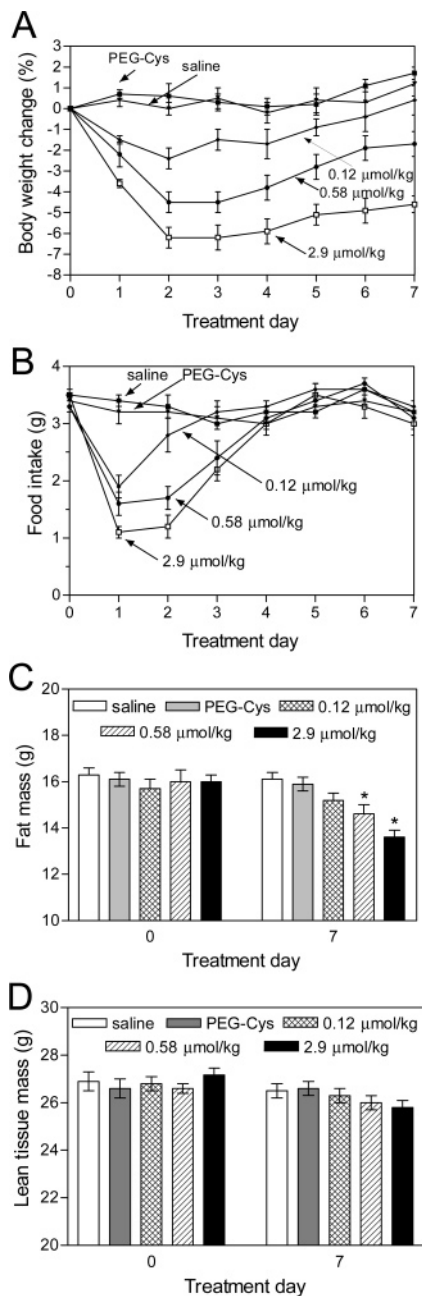 A
Body weight change (%)
3
2
1
0
-1
-2
-3
-4
-5
-6
-7
-8
PEG-Cys
saline
0.12 μmol/kg
0.58 μmol/kg
2.9 μmol/kg
0 1 2 3 4 5 6 7
Treatment day
B
Food intake (g)
4
3
2
1
0
saline
PEG-Cys
0.12 μmol/kg
0.58 μmol/kg
2.9 μmol/kg
0 1 2 3 4 5 6 7
Treatment day
C
Fat mass (g)
20
18
16
14
12
10
saline PEG-Cys 0.12 μmol/kg
0.58 μmol/kg 2.9 μmol/kg
*
*
0 7
Treatment day
D
Lean tissue mass (g)
30
28
26
24
22
20
saline PEG-Cys 0.12 μmol/kg
0.58 μmol/kg 2.9 μmol/kg
0 7
Treatment day